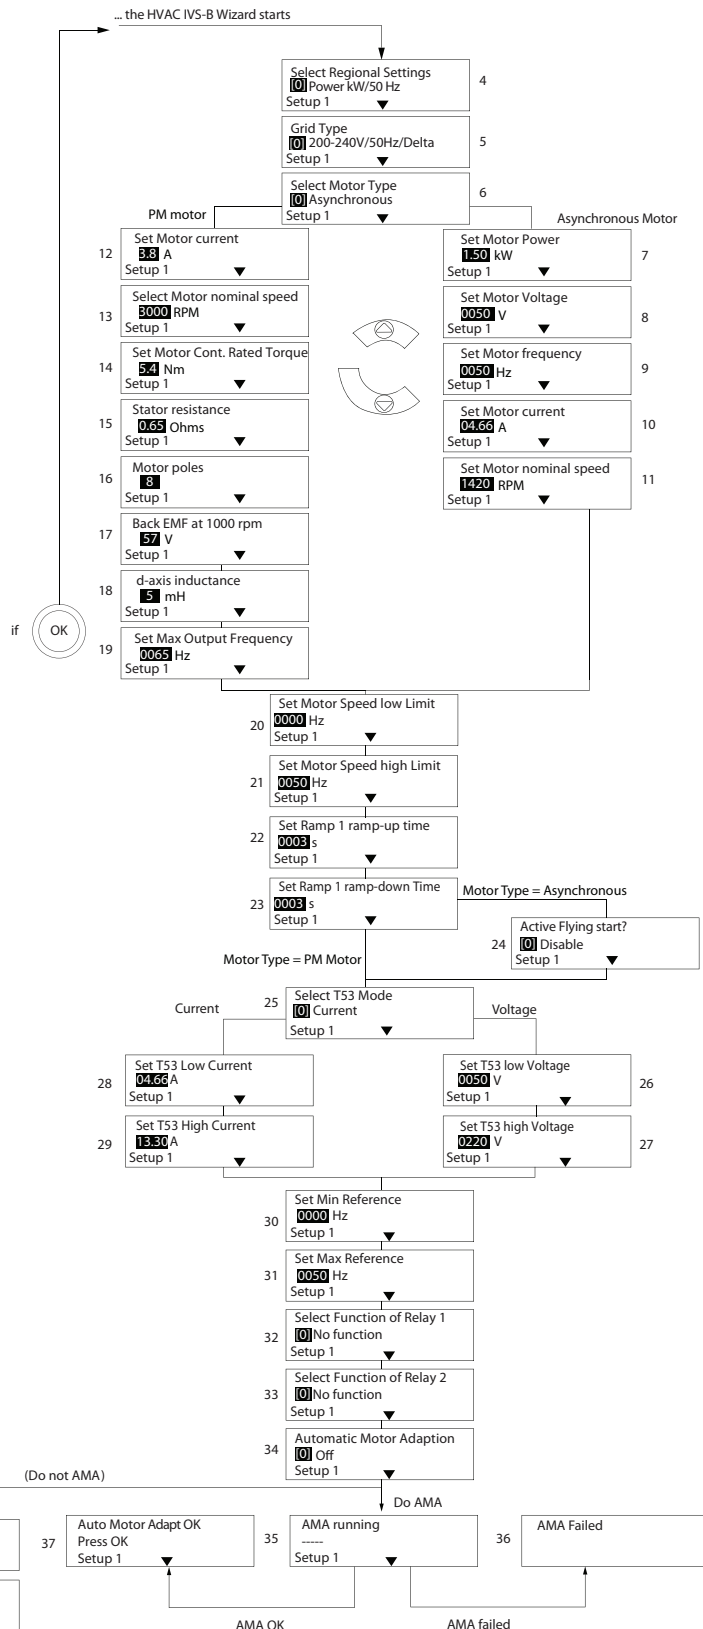 ... the HVAC IVS-B Wizard starts
Select Regional Settings
[0] Power kW/50 Hz
Setup 1
4
Grid Type
[0] 200-240V/50Hz/Delta
Setup 1
5
Select Motor Type
[0] Asynchronous
Setup 1
6
PM motor
Asynchronous Motor
12
Set Motor current
3.8 A
Setup 1
13
Select Motor nominal speed
3000 RPM
Setup 1
14
Set Motor Cont. Rated Torque
5.4 Nm
Setup 1
15
Stator resistance
0.65 Ohms
Setup 1
16
Motor poles
8
Setup 1
17
Back EMF at 1000 rpm
57 V
Setup 1
18
d-axis inductance
5 mH
Setup 1
19
Set Max Output Frequency
0065 Hz
Setup 1
if
OK
Set Motor Power
1.50 kW
Setup 1
7
Set Motor Voltage
0050 V
Setup 1
8
Set Motor frequency
0050 Hz
Setup 1
9
Set Motor current
04.66 A
Setup 1
10
Set Motor nominal speed
1420 RPM
Setup 1
11
20
Set Motor Speed low Limit
0000 Hz
Setup 1
21
Set Motor Speed high Limit
0050 Hz
Setup 1
22
Set Ramp 1 ramp-up time
0003 s
Setup 1
23
Set Ramp 1 ramp-down Time
0003 s
Setup 1
Motor Type = Asynchronous
24
Active Flying start?
[0] Disable
Setup 1
Motor Type = PM Motor
25
Select T53 Mode
[0] Current
Setup 1
Current
Voltage
28
Set T53 Low Current
04.66 A
Setup 1
29
Set T53 High Current
13.30 A
Setup 1
Set T53 low Voltage
0050 V
Setup 1
26
Set T53 high Voltage
0220 V
Setup 1
27
30
Set Min Reference
0000 Hz
Setup 1
31
Set Max Reference
0050 Hz
Setup 1
32
Select Function of Relay 1
[0] No function
Setup 1
33
Select Function of Relay 2
[0] No function
Setup 1
34
Automatic Motor Adaption
[0] Off
Setup 1
(Do not AMA)
Do AMA
37
Auto Motor Adapt OK
Press OK
Setup 1
35
AMA running
-----
Setup 1
36
AMA Failed
AMA OK
AMA failed